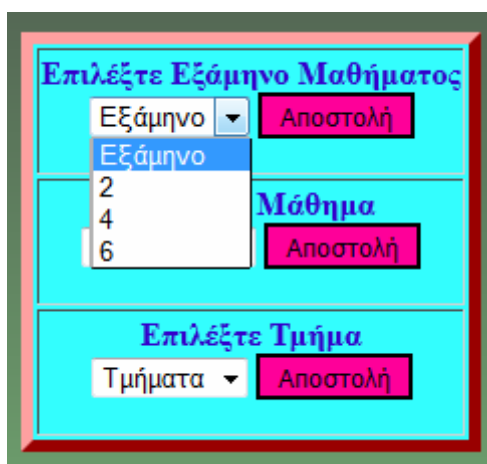 Επιλέξτε Εξάμηνο Μαθήματος
Εξάμηνο Αποστολή
Εξάμηνο
2
4
6
Μάθημα
Αποστολή
Επιλέξτε Τμήμα
Τμήματα Αποστολή